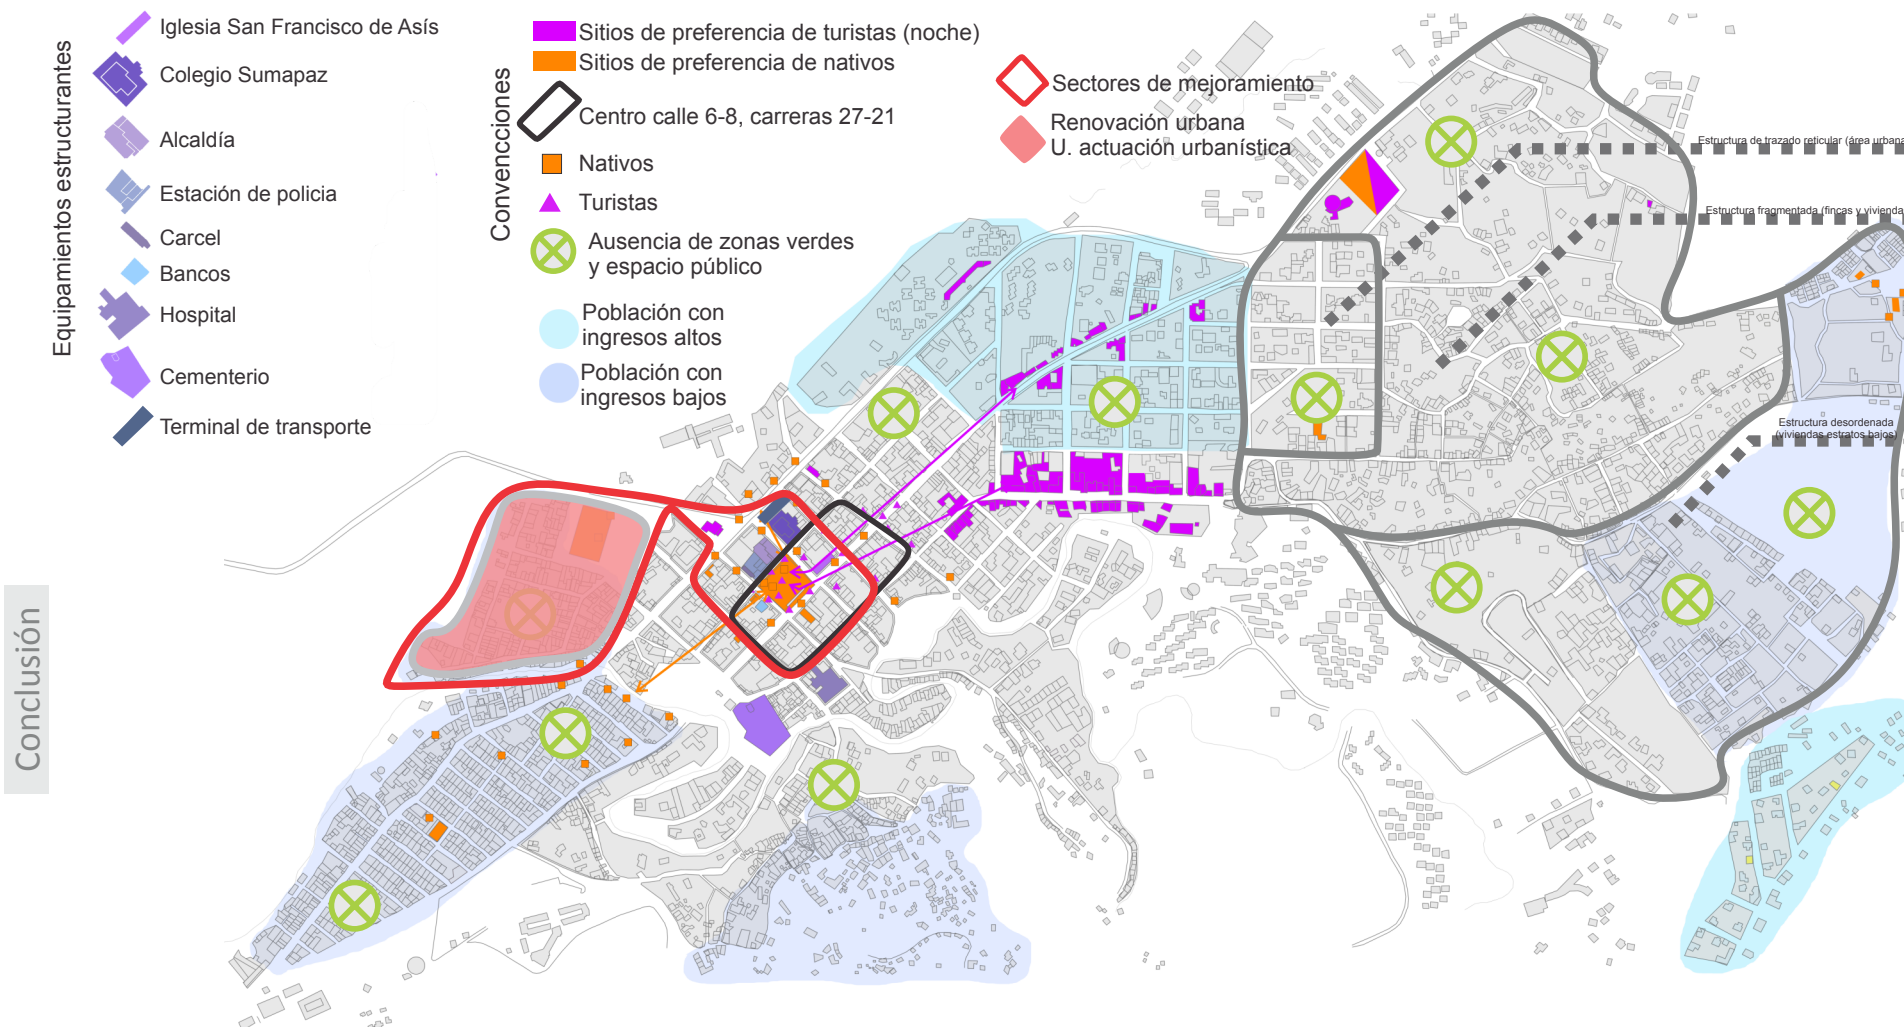 Equipamientos estructurantes
Iglesia San Francisco de Asís
Colegio Sumapaz
Alcaldía
Estación de policia
Carcel
Bancos
Hospital
Cementerio
Terminal de transporte
Convenciones
Sitios de preferencia de turistas (noche)
Sitios de preferencia de nativos
Centro calle 6-8, carreras 27-21
Nativos
Turistas
Ausencia de zonas verdes
y espacio público
Población con
ingresos altos
Población con
ingresos bajos
Sectores de mejoramiento
Renovación urbana
U. actuación urbanística
Estructura de trazado reticular (área urbana
Estructura fragmentada (fincas y vivienda
Estructura desordenada
(viviendas estratos bajos)
Conclusión